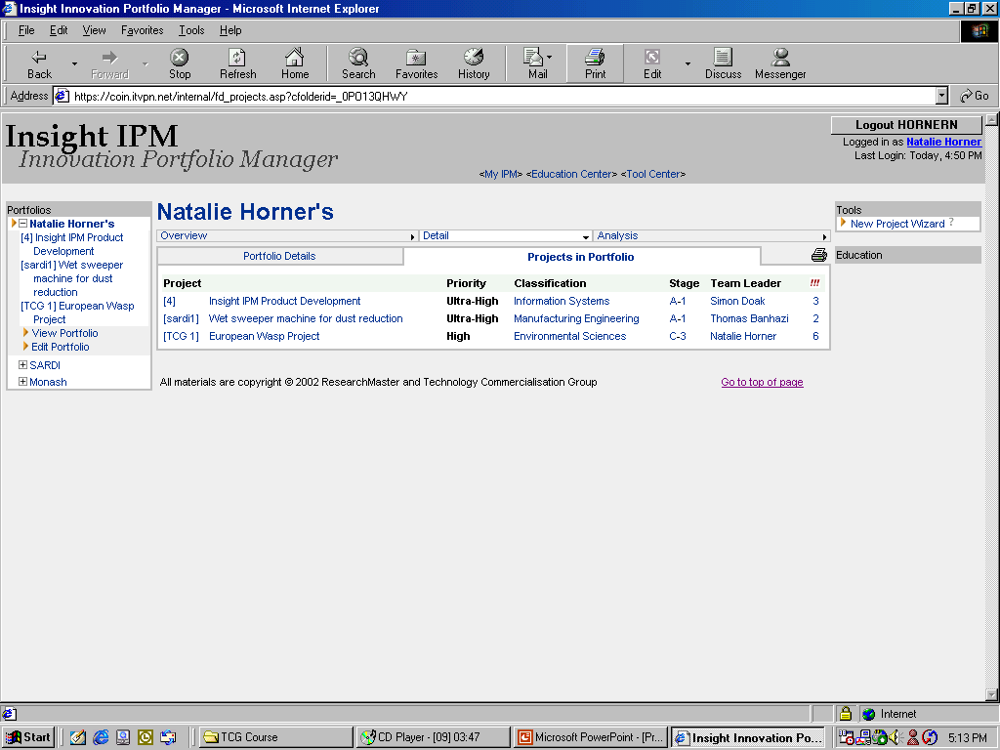 Insight Innovation Portfolio Manager - Microsoft Internet Explorer
File Edit View Favorites Tools Help
Back Forward Stop Refresh Home Search Favorites History Mail Print Edit Discuss Messenger
Address https://coin.itvpn.net/internal/fd_projects.asp?cfolderid=_0PO13QHWY Go
Insight IPM
Innovation Portfolio Manager
<My IPM> <Education Center> <Tool Center>
Logout HORNERN
Logged in as Natalie Horner
Last Login: Today, 4:50 PM
Portfolios
Natalie Horner's
[4] Insight IPM Product
Development
[sardi1] Wet sweeper
machine for dust
reduction
[TCG 1] European Wasp
Project
View Portfolio
Edit Portfolio
SARDI
Monash
Natalie Horner's
Overview Detail Analysis
Portfolio Details Projects in Portfolio
Project Priority Classification Stage Team Leader !!!
[4] Insight IPM Product Development Ultra-High Information Systems A-1 Simon Doak 3
[sardi1] Wet sweeper machine for dust reduction Ultra-High Manufacturing Engineering A-1 Thomas Banhazi 2
[TCG 1] European Wasp Project High Environmental Sciences C-3 Natalie Horner 6
All materials are copyright © 2002 ResearchMaster and Technology Commercialisation Group Go to top of page
Tools
New Project Wizard ?
Education
Internet
Start TCG Course CD Player - [09] 03:47 Microsoft PowerPoint - [Pr... Insight Innovation Po... 5:13 PM